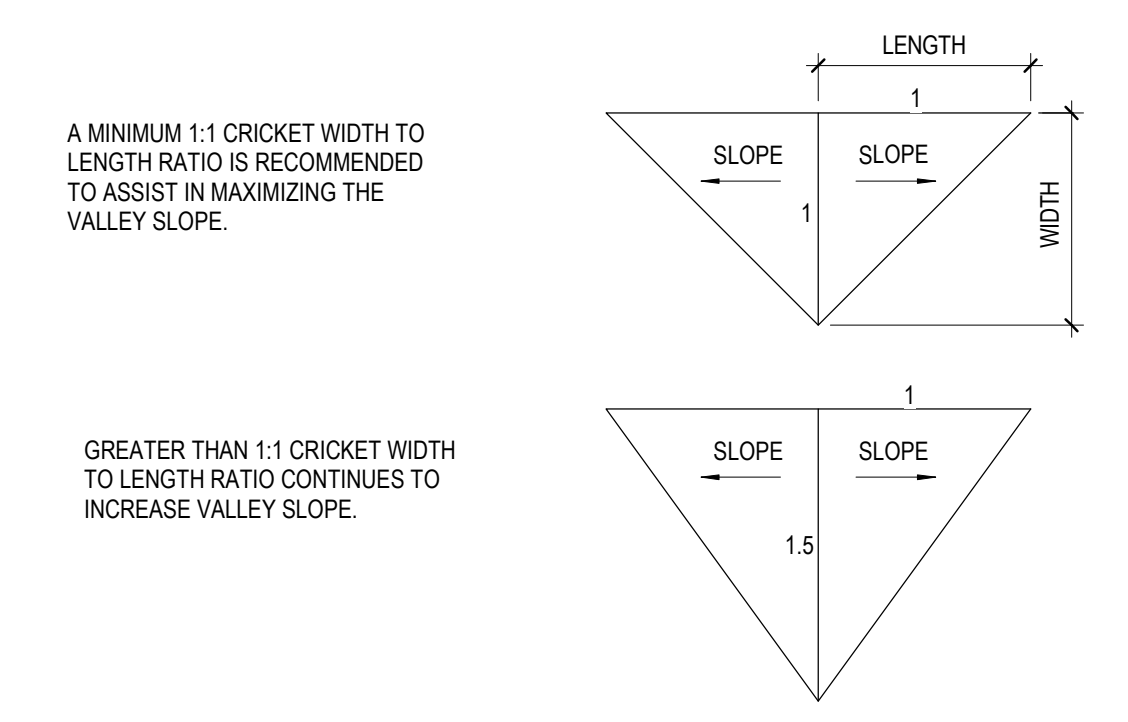 LENGTH
1
A MINIMUM 1:1 CRICKET WIDTH TO
LENGTH RATIO IS RECOMMENDED
TO ASSIST IN MAXIMIZING THE
VALLEY SLOPE.
SLOPE
SLOPE
1
WIDTH
1
GREATER THAN 1:1 CRICKET WIDTH
TO LENGTH RATIO CONTINUES TO
INCREASE VALLEY SLOPE.
SLOPE
SLOPE
1.5